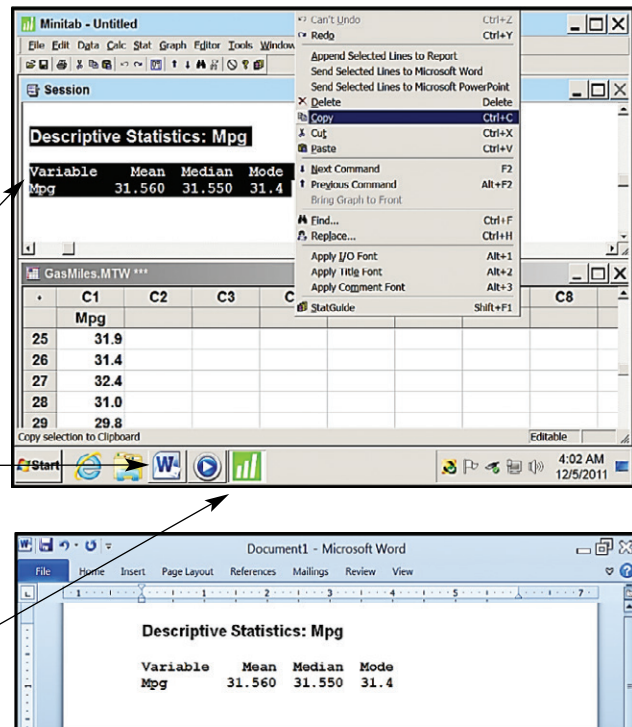 Minitab - Untitled
File Edit Data Calc Stat Graph Editor Tools Window
Session
Descriptive Statistics: Mpg
Variable Mean Median Mode
Mpg 31.560 31.550 31.4
Can't Undo Ctrl+Z
Redo Ctrl+Y
Append Selected Lines to Report
Send Selected Lines to Microsoft Word
Send Selected Lines to Microsoft PowerPoint
Delete Delete
Copy Ctrl+C
Cut Ctrl+X
Paste Ctrl+V
Next Command F2
Previous Command Alt+F2
Bring Graph to Front
Find... Ctrl+F
Replace... Ctrl+H
Apply I/O Font Alt+1
Apply Title Font Alt+2
Apply Comment Font Alt+3
StatGuide Shift+F1
GasMiles.MTW ***
C1 C2 C3 C C8
Mpg
25 31.9
26 31.4
27 32.4
28 31.0
29 29.8
Copy selection to Clipboard Editable
Start 4:02 AM
12/5/2011
Document1 - Microsoft Word
File Home Insert Page Layout References Mailings Review View
1 1 2 3 4 5 7
Descriptive Statistics: Mpg
Variable Mean Median Mode
Mpg 31.560 31.550 31.4